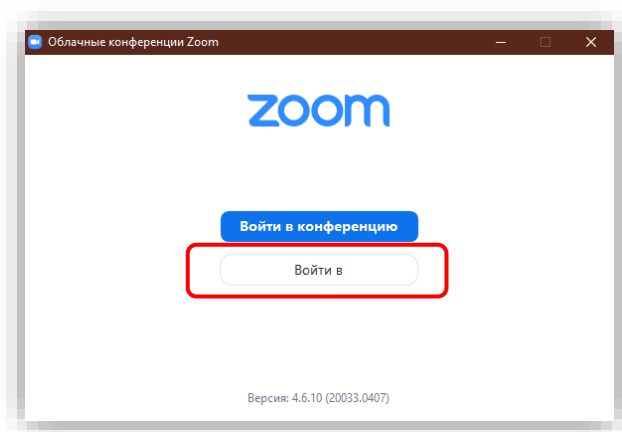 Облачные конференции Zoom
zoom
Войти в конференцию
Войти в
Версия: 4.6.10 (20033.0407)